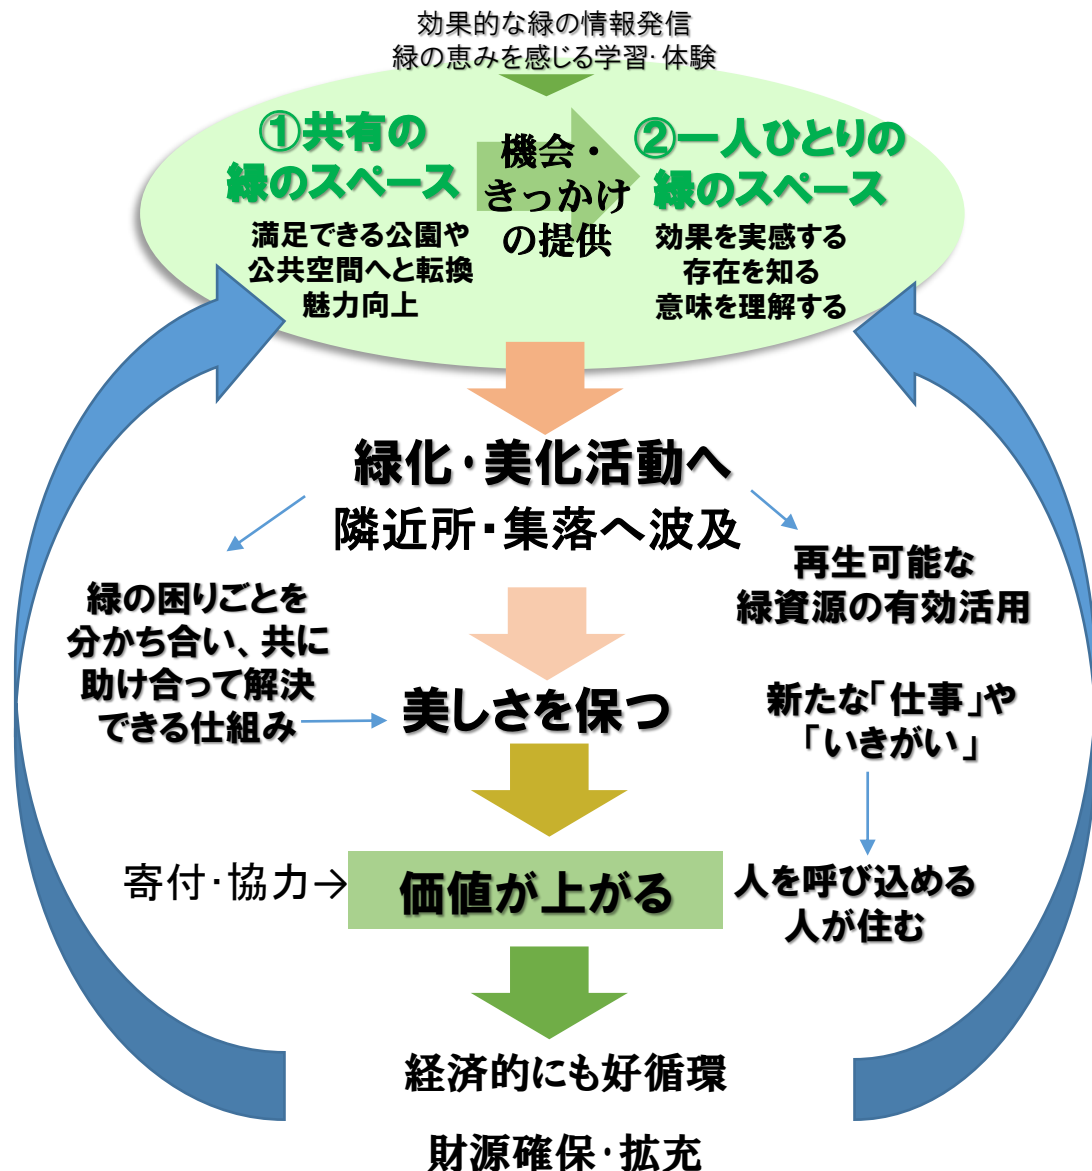 効果的な緑の情報発信
緑の恵みを感じる学習・体験
①共有の
緑のスペース
満足できる公園や
公共空間へと転換
魅力向上
機会・
きっかけ
の提供
②一人ひとりの
緑のスペース
効果を実感する
存在を知る
意味を理解する
緑化・美化活動へ
隣近所・集落へ波及
緑の困りごとを
分かち合い、共に
助け合って解決
できる仕組み
再生可能な
緑資源の有効活用
美しさを保つ
新たな「仕事」や
「いきがい」
寄付・協力→
価値が上がる
人を呼び込める
人が住む
経済的にも好循環
財源確保・拡充